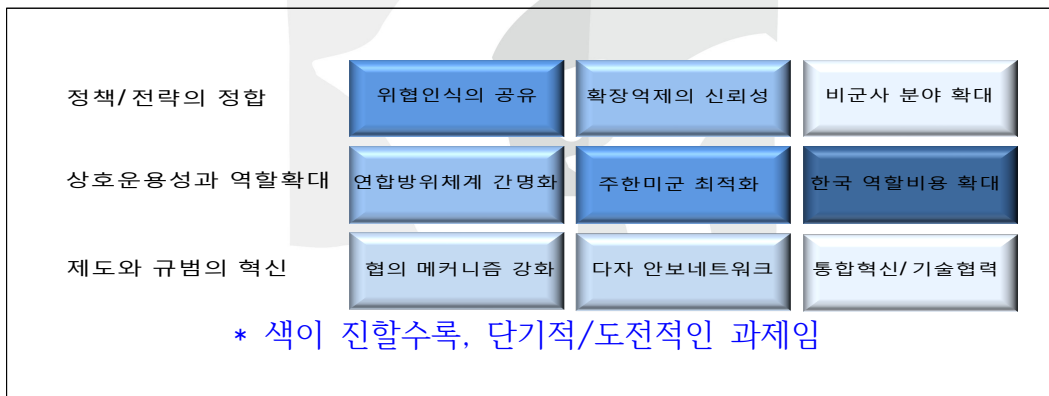 정책/전략의 정합 위협인식의 공유 확장억제의 신뢰성 비군사 분야 확대
상호운용성과 역할확대 연합방위체계 간명화 주한미군 최적화 한국 역할비용 확대
제도와 규범의 혁신 협의 메커니즘 강화 다자 안보네트워크 통합혁신/기술협력
* 색이 진할수록, 단기적/도전적인 과제임